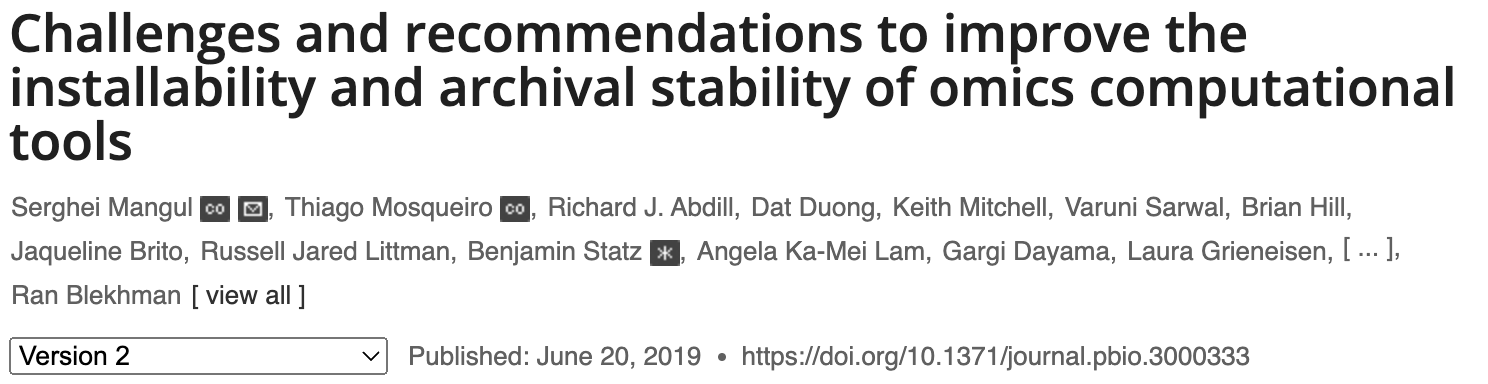 Challenges and recommendations to improve the
installability and archival stability of omics computational
tools
Serghei Mangul co, Thiago Mosqueiro co, Richard J. Abdill, Dat Duong, Keith Mitchell, Varuni Sarwal, Brian Hill,
Jaqueline Brito, Russell Jared Littman, Benjamin Statz *, Angela Ka-Mei Lam, Gargi Dayama, Laura Grieneisen, [ ... ],
Ran Blekhman [ view all ]
Version 2 Published: June 20, 2019 • https://doi.org/10.1371/journal.pbio.3000333